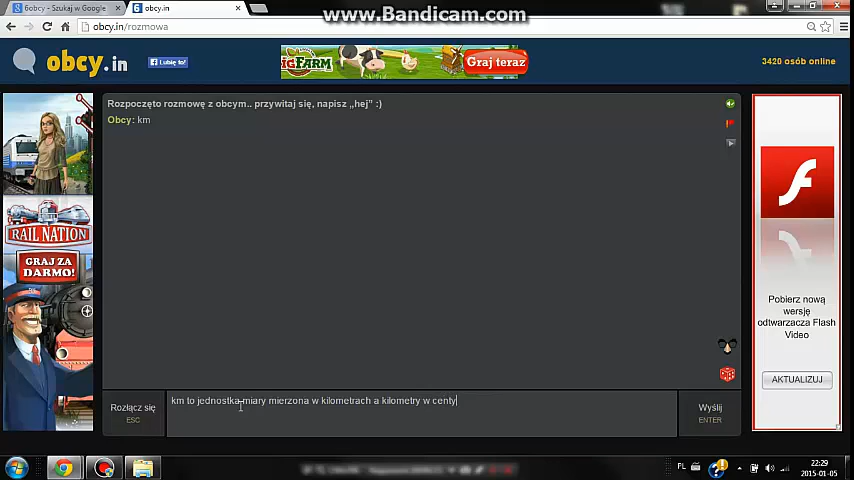 www.Bandicam.com
6obcy - Szukaj w Google
obcy.in
obcy.in/rozmowa
obcy.in
Lubię to!
BIGFARM
Graj teraz
3420 osób online
Rozpoczęto rozmowę z obcym.. przywitaj się, napisz „hej” :)
Obcy: km
RAIL NATION
GRAJ ZA
DARMO!
Pobierz nową
wersję
odtwarzacza Flash
Video
AKTUALIZUJ
Rozłącz się
ESC
km to jednostka miary mierzona w kilometrach a kilometry w centy
Wyślij
ENTER
PL
22:29
2015-01-05